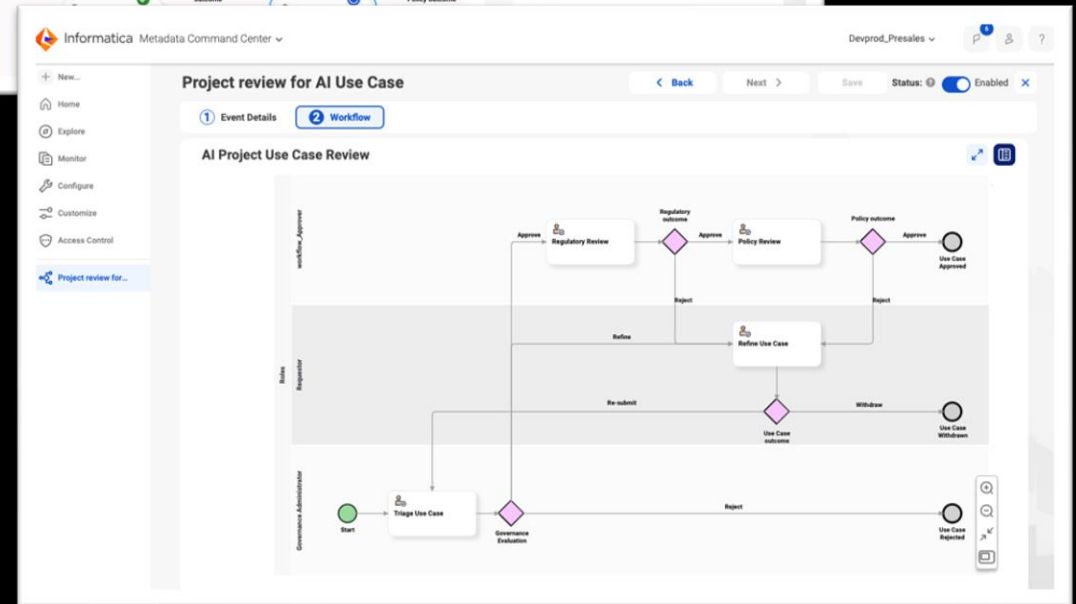 outcome
Policy outcome
Informatica Metadata Command Center
Devprod_Presales
6
?
New...
Home
Explore
Monitor
Configure
Customize
Access Control
Project review for...
Project review for AI Use Case
Back
Next
Save
Status:
Enabled
1 Event Details
2 Workflow
AI Project Use Case Review
Roles
workflow_Approver
Approve
Regulatory Review
Regulatory
outcome
Approve
Policy Review
Policy outcome
Approve
Use Case
Approved
Reject
Reject
Requestor
Refine
Refine Use Case
Re-submit
Use Case
outcome
Withdraw
Use Case
Withdrawn
Governance Administrator
Start
Triage Use Case
Governance
Evaluation
Reject
Use Case
Rejected